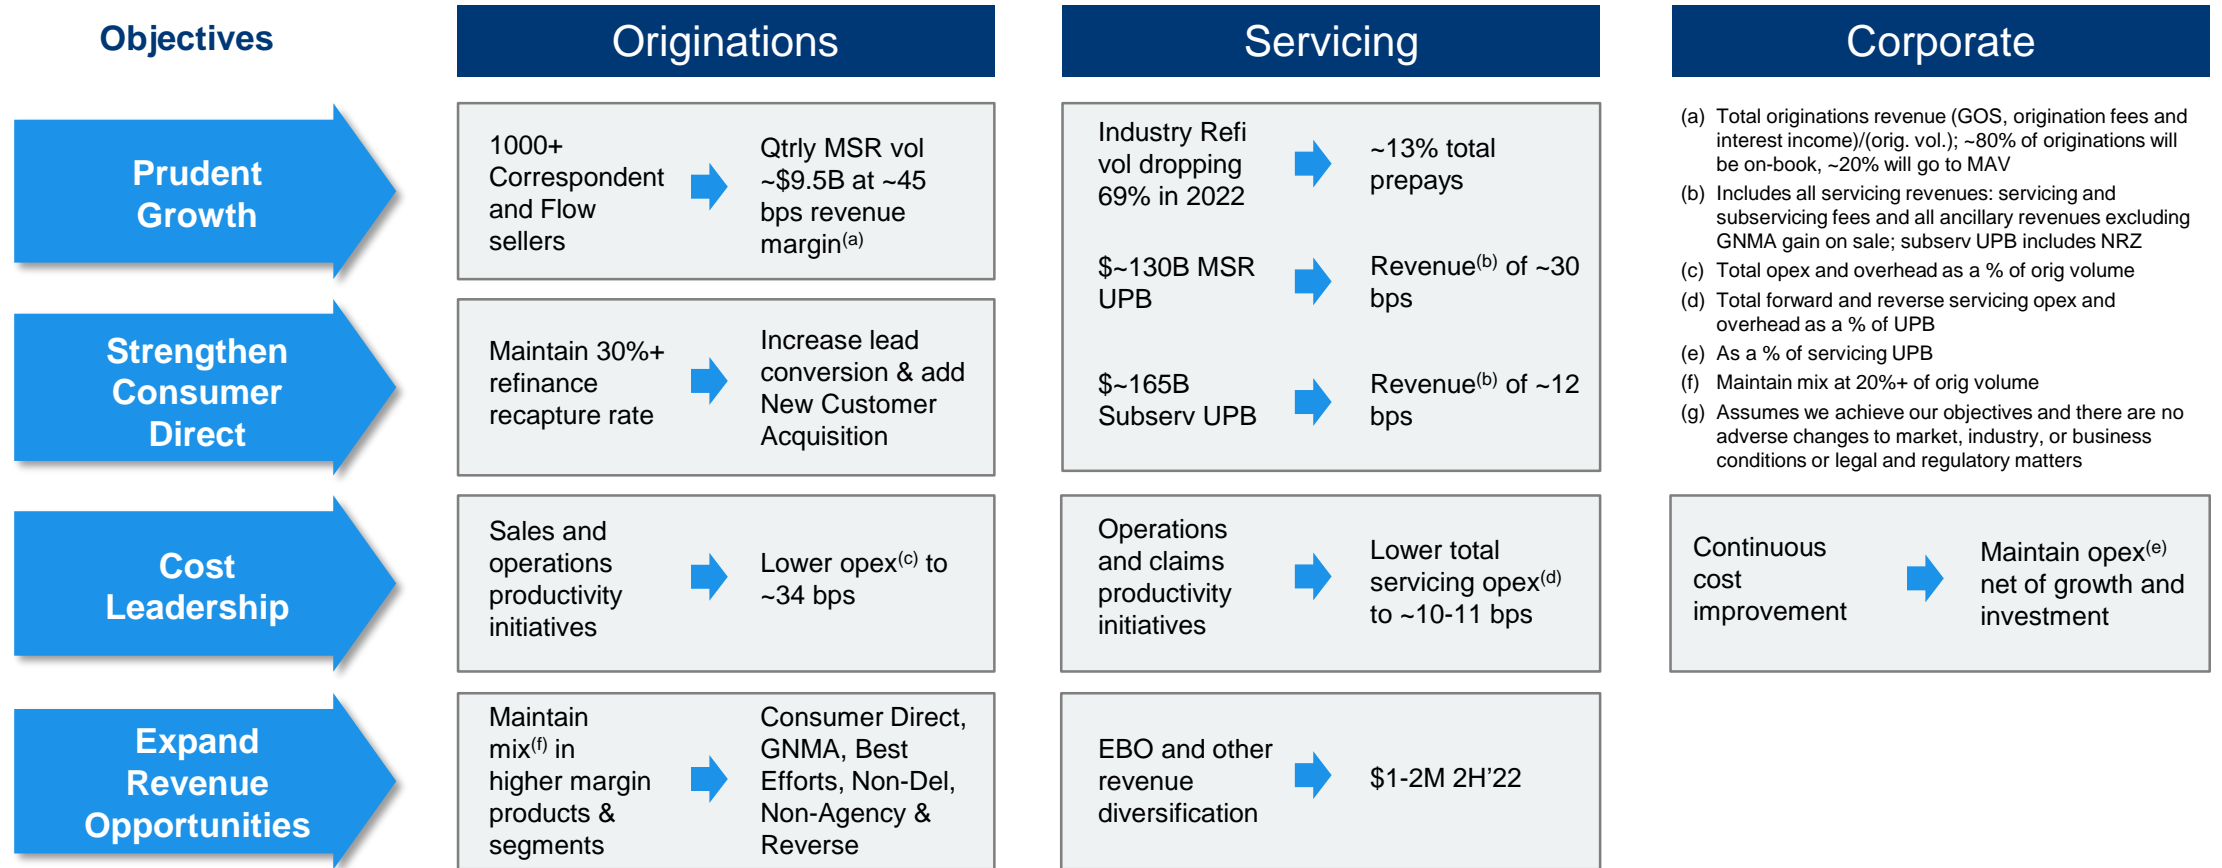 Objectives
Originations
Servicing
Corporate
Prudent
Growth
1000+
Correspondent
and Flow
sellers
Qtrly MSR vol
~$9.5B at ~45
bps revenue
margin(a)
Industry Refi
vol dropping
69% in 2022
~13% total
prepays
$~130B MSR
UPB
Revenue(b) of ~30
bps
$~165B
Subserv UPB
Revenue(b) of ~12
bps
(a) Total originations revenue (GOS, origination fees and
interest income)/(orig. vol.); ~80% of originations will
be on-book, ~20% will go to MAV
(b) Includes all servicing revenues: servicing and
subservicing fees and all ancillary revenues excluding
GNMA gain on sale; subserv UPB includes NRZ
(c) Total opex and overhead as a % of orig volume
(d) Total forward and reverse servicing opex and
overhead as a % of UPB
(e) As a % of servicing UPB
(f) Maintain mix at 20%+ of orig volume
(g) Assumes we achieve our objectives and there are no
adverse changes to market, industry, or business
conditions or legal and regulatory matters
Strengthen
Consumer
Direct
Maintain 30%+
refinance
recapture rate
Increase lead
conversion & add
New Customer
Acquisition
Cost
Leadership
Sales and
operations
productivity
initiatives
Lower opex(c) to
~34 bps
Operations
and claims
productivity
initiatives
Lower total
servicing opex(d)
to ~10-11 bps
Continuous
cost
improvement
Maintain opex(e)
net of growth and
investment
Expand
Revenue
Opportunities
Maintain
mix(f) in
higher margin
products &
segments
Consumer Direct,
GNMA, Best
Efforts, Non-Del,
Non-Agency &
Reverse
EBO and other
revenue
diversification
$1-2M 2H’22